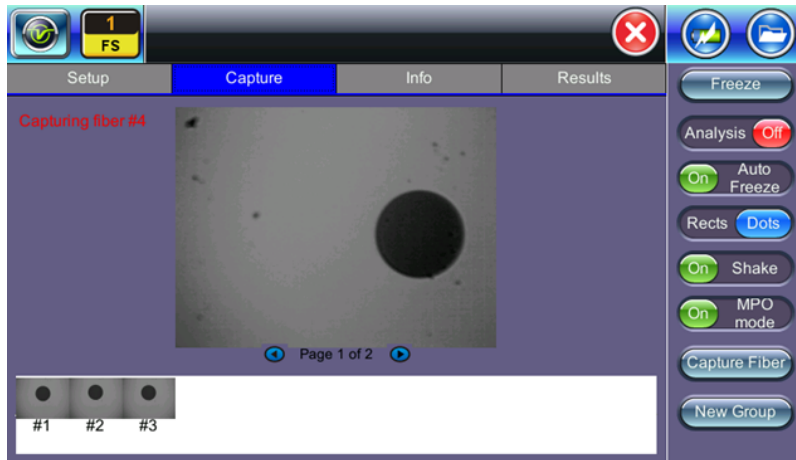 1
FS
Setup
Capture
Info
Results
Capturing fiber #4
Page 1 of 2
#1
#2
#3
Freeze
Analysis Off
On Auto
Freeze
Rects Dots
On Shake
On MPO
mode
Capture Fiber
New Group